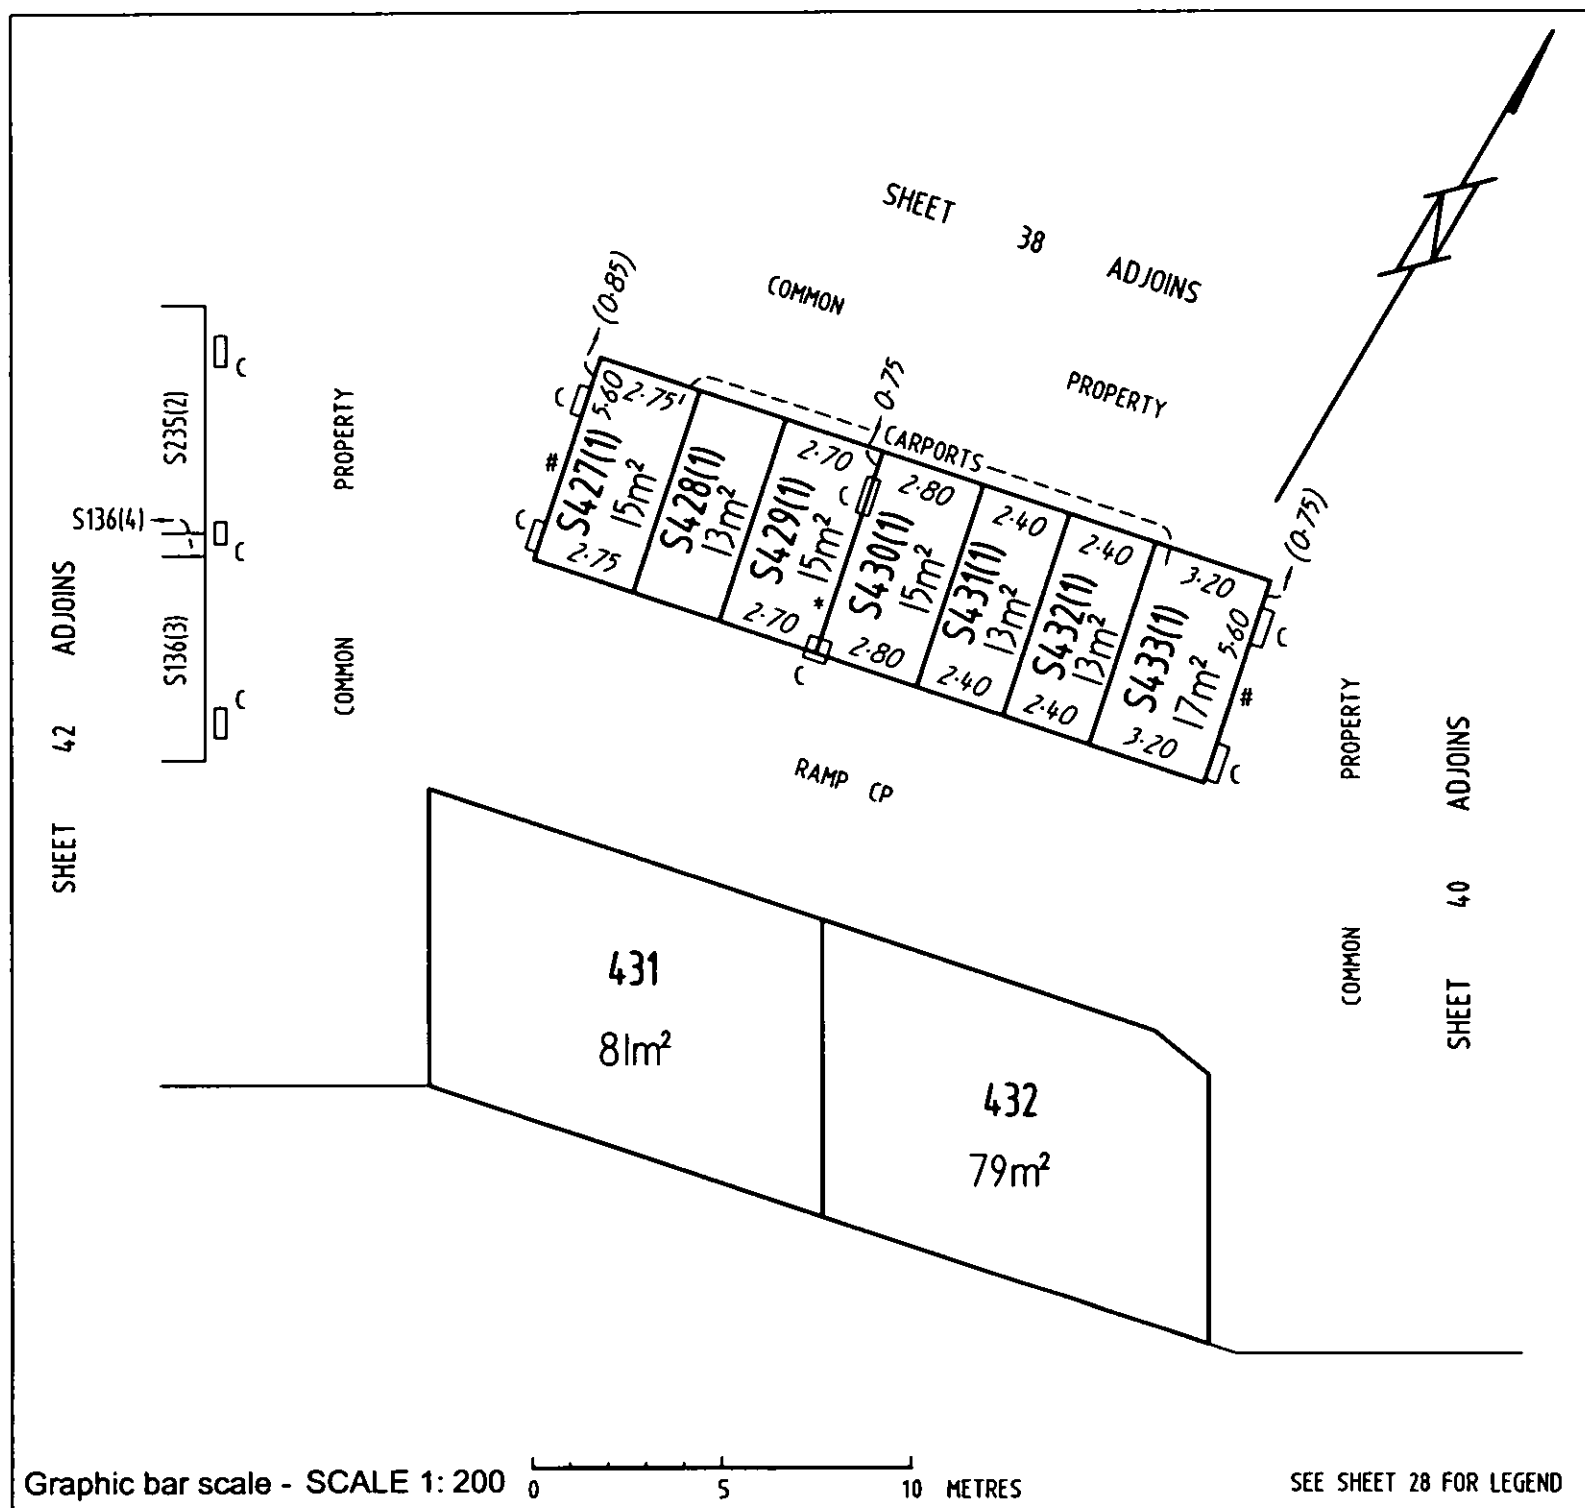 SHEET 38 ADJOINS
COMMON PROPERTY
(0·85)
0·75
CARPORTS
(0·75)
C
C
S427(1)
15m²
5.60
2.75
2.75
#
S428(1)
13m²
2.70
S429(1)
15m²
2.70
*
C
C
2.80
S430(1)
15m²
2.80
2.40
S431(1)
13m²
2.40
2.40
S432(1)
13m²
2.40
3.20
S433(1)
17m²
5.60
3.20
#
C
C
S235(2)
S136(4)
S136(3)
C
C
C
COMMON PROPERTY
SHEET 42 ADJOINS
RAMP CP
COMMON PROPERTY
SHEET 40 ADJOINS
431
81m²
432
79m²
Graphic bar scale - SCALE 1: 200
0 5 10 METRES
SEE SHEET 28 FOR LEGEND
N